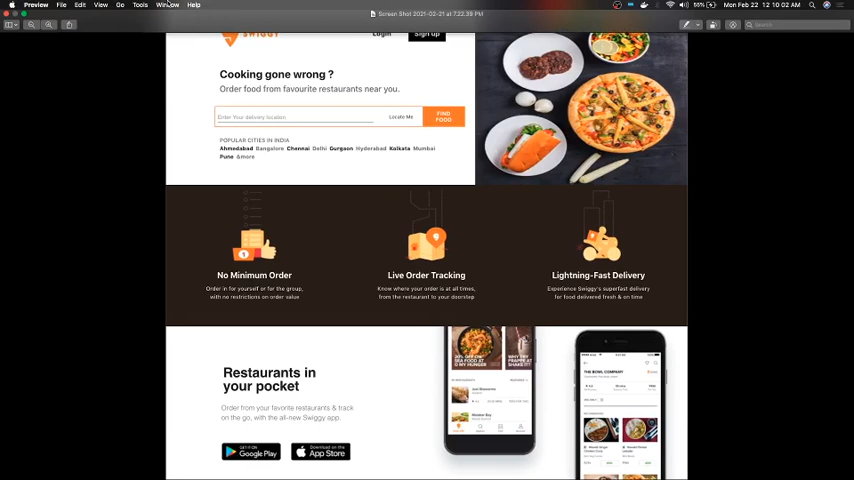 Preview File Edit View Go Tools Window Help
55% Mon Feb 22 12 10 02 AM
Screen Shot 2021-02-21 at 7.22.39 PM
Search
SWIGGY
Login Sign up
Cooking gone wrong ?
Order food from favourite restaurants near you.
Enter Your delivery location Locate Me FIND FOOD
POPULAR CITIES IN INDIA
Ahmedabad Bangalore Chennai Delhi Gurgaon Hyderabad Kolkata Mumbai
Pune &more
No Minimum Order
Order in for yourself or for the group,
with no restrictions on order value
Live Order Tracking
Know where your order is at all times,
from the restaurant to your doorstep
Lightning-Fast Delivery
Experience Swiggy's superfast delivery
for food delivered fresh & on time
Restaurants in
your pocket
Order from your favorite restaurants & track
on the go, with the all-new Swiggy app.
GET IT ON
Google Play
Download on the
App Store
THE BOWL COMPANY